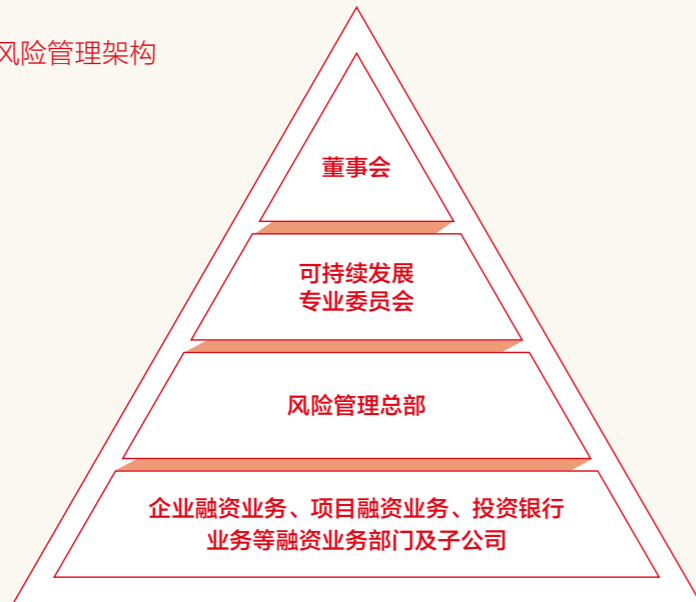 风险管理架构
董事会
可持续发展
专业委员会
风险管理总部
企业融资业务、项目融资业务、投资银行
业务等融资业务部门及子公司